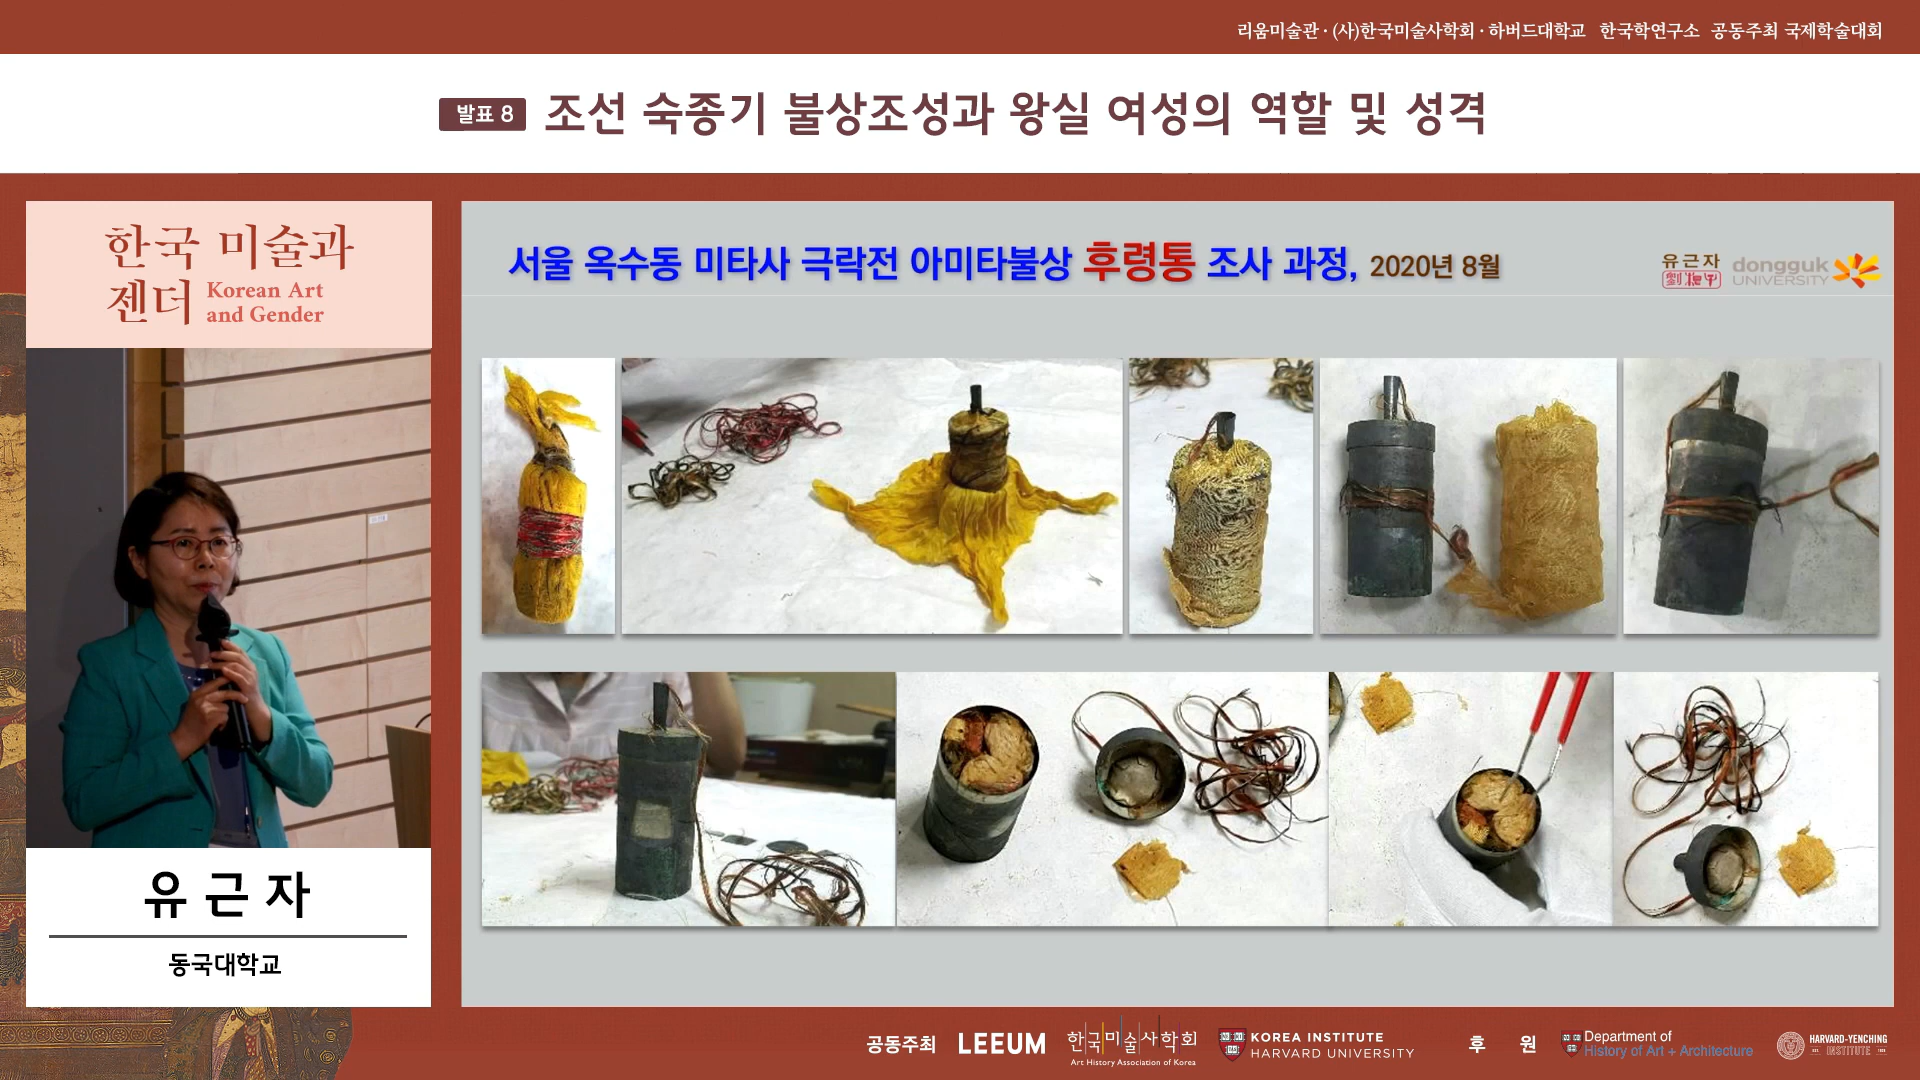 리움미술관 · (사)한국미술사학회 · 하버드대학교 한국학연구소 공동주최 국제학술대회
발표 8 조선 숙종기 불상조성과 왕실 여성의 역할 및 성격
한국 미술과
젠더 Korean Art
and Gender
서울 옥수동 미타사 극락전 아미타불상 후령통 조사 과정, 2020년 8월
유근자
dongguk
UNIVERSITY
유근자
동국대학교
공동주최
LEEUM
한국미술사학회
Art History Association of Korea
KOREA INSTITUTE
HARVARD UNIVERSITY
후 원
Department of
History of Art + Architecture
HARVARD-YENCHING
INSTITUTE